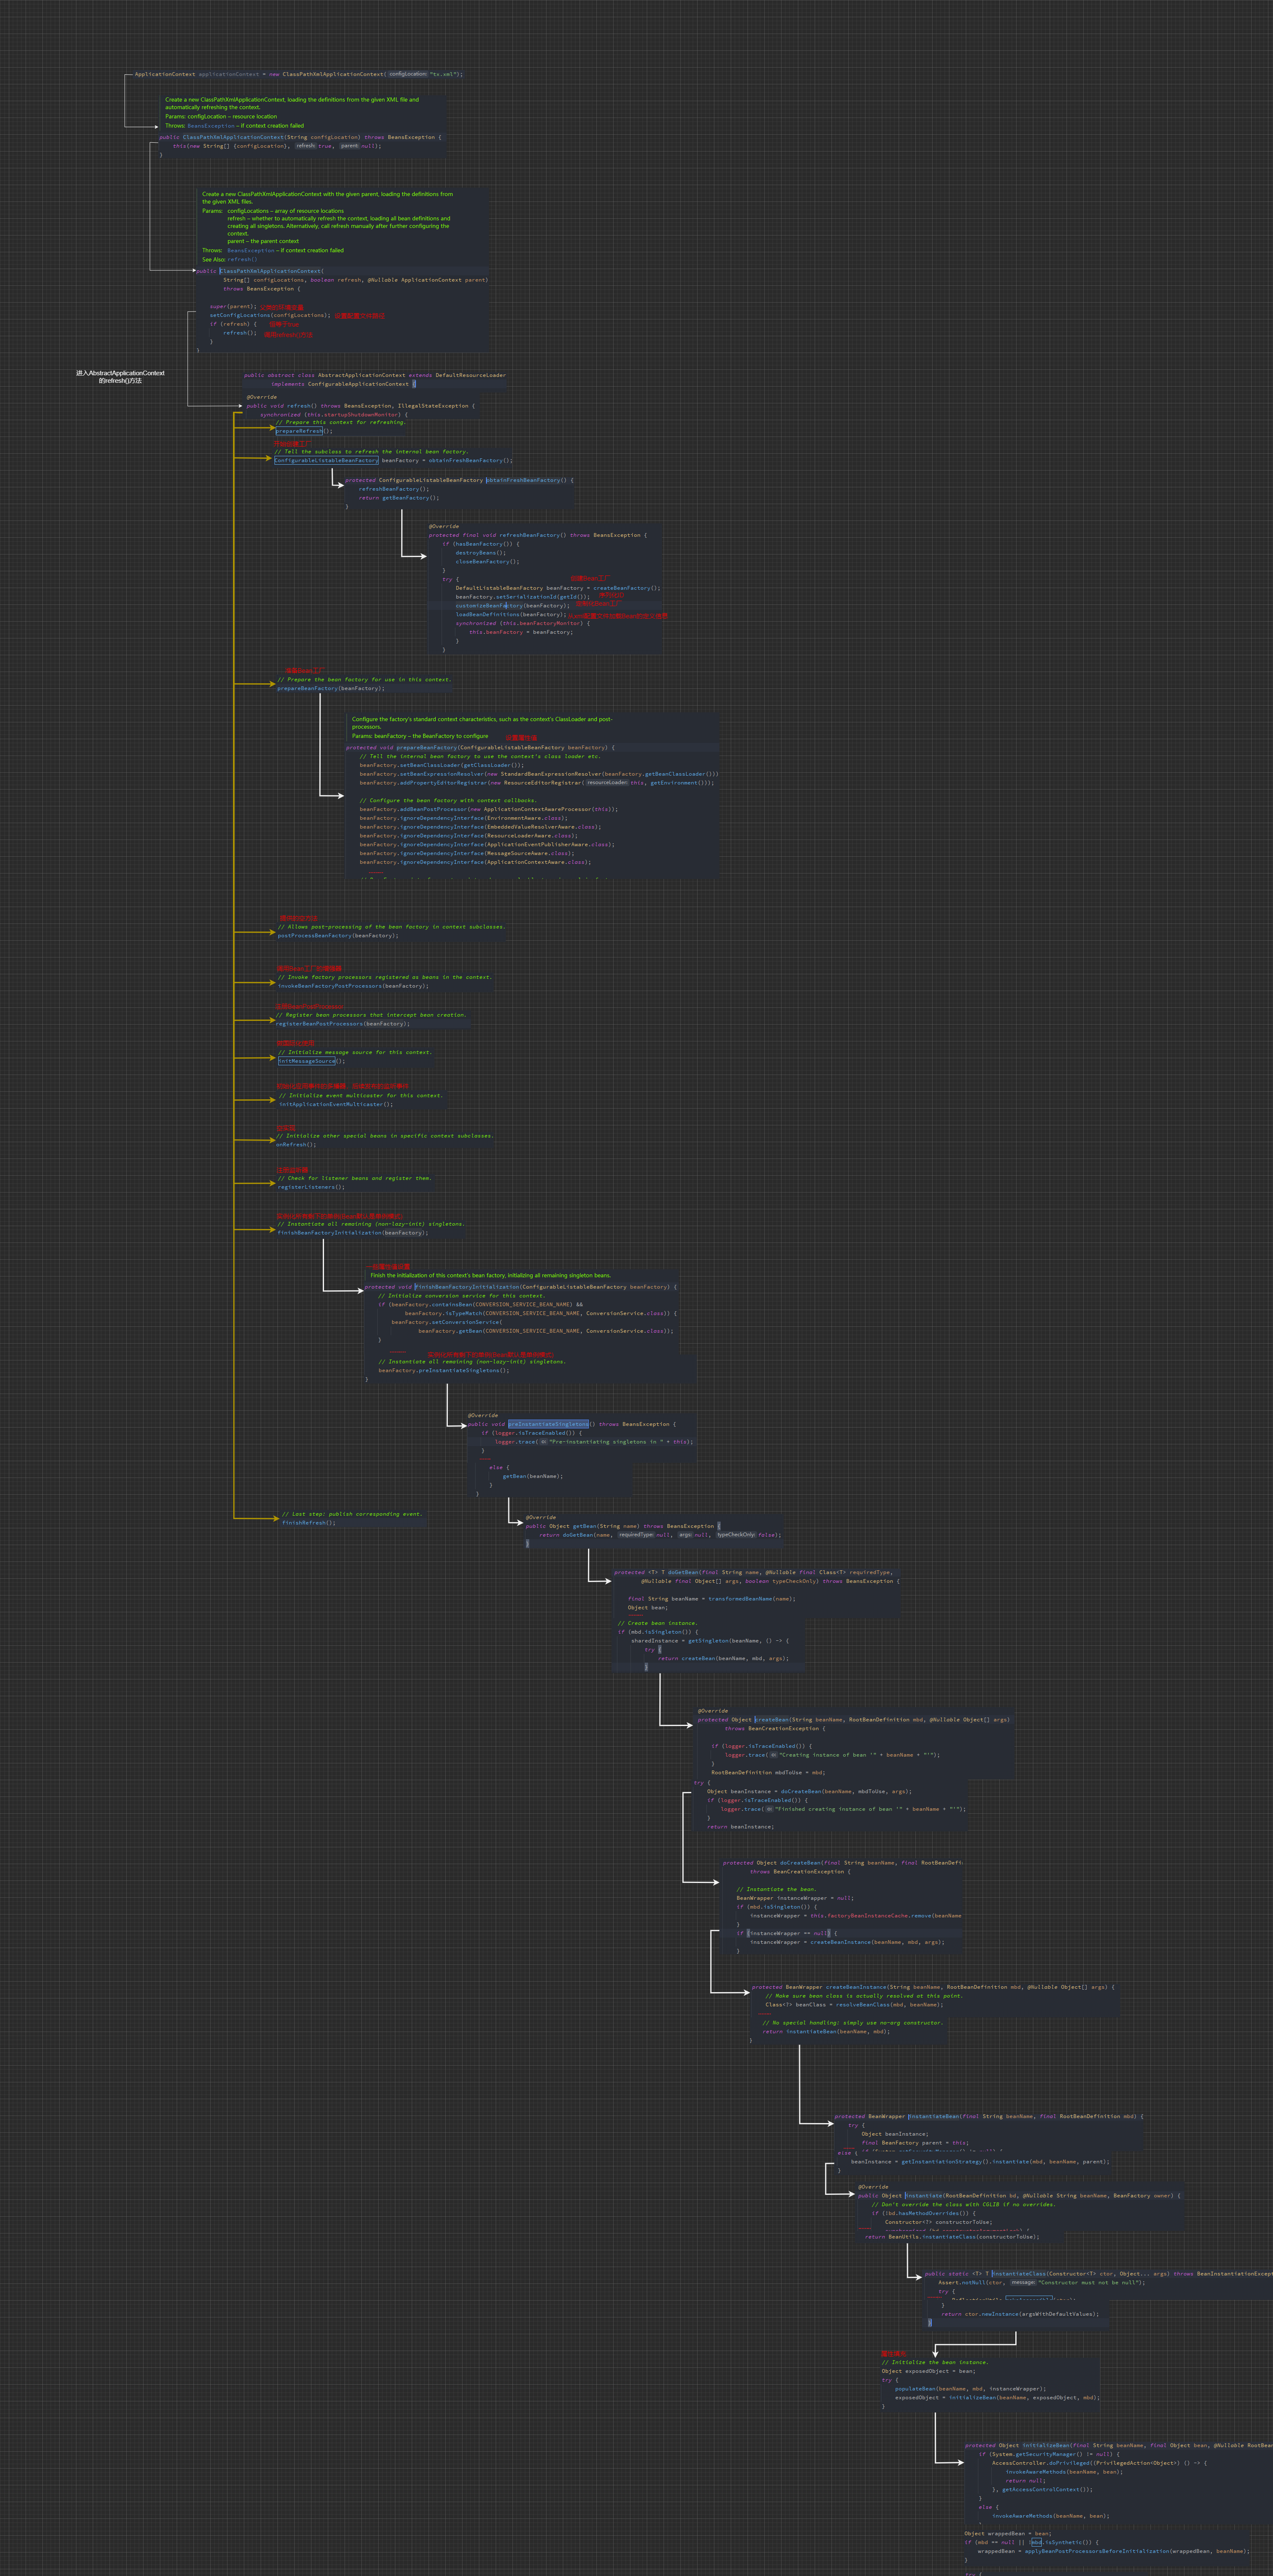 ApplicationContext applicationContext = new ClassPathXmlApplicationContext( configLocation: "tx.xml");
Create a new ClassPathXmlApplicationContext, loading the definitions from the given XML file and
automatically refreshing the context.
Params: configLocation – resource location
Throws: BeansException – if context creation failed
public ClassPathXmlApplicationContext(String configLocation) throws BeansException {
this(new String[] {configLocation}, refresh: true, parent: null);
}
Create a new ClassPathXmlApplicationContext with the given parent, loading the definitions from
the given XML files.
Params: configLocations – array of resource locations
refresh – whether to automatically refresh the context, loading all bean definitions and
creating all singletons. Alternatively, call refresh manually after further configuring the
context.
parent – the parent context
Throws: BeansException – if context creation failed
See Also: refresh()
public ClassPathXmlApplicationContext(
String[] configLocations, boolean refresh, @Nullable ApplicationContext parent)
throws BeansException {
super(parent);
setConfigLocations(configLocations); 设置配置文件路径
if (refresh) {
refresh();
}
}
进入AbstractApplicationContext
的refresh()方法
public abstract class AbstractApplicationContext extends DefaultResourceLoader
implements ConfigurableApplicationContext {
@Override
public void refresh() throws BeansException, IllegalStateException {
synchronized (this.startupShutdownMonitor) {
// Prepare this context for refreshing.
prepareRefresh();
// Tell the subclass to refresh the internal bean factory.
ConfigurableListableBeanFactory beanFactory = obtainFreshBeanFactory();
protected ConfigurableListableBeanFactory obtainFreshBeanFactory() {
refreshBeanFactory();
return getBeanFactory();
}
@Override
protected final void refreshBeanFactory() throws BeansException {
if (hasBeanFactory()) {
destroyBeans();
closeBeanFactory();
}
try {
创建Bean工厂
DefaultListableBeanFactory beanFactory = createBeanFactory();
beanFactory.setSerializationId(getId());
customizeBeanFactory(beanFactory);
loadBeanDefinitions(beanFactory);
synchronized (this.beanFactoryMonitor) {
this.beanFactory = beanFactory;
}
}
准备Bean工厂
// Prepare the bean factory for use in this context.
prepareBeanFactory(beanFactory);
Configure the factory's standard context characteristics, such as the context's ClassLoader and post-
processors.
Params: beanFactory – the BeanFactory to configure
protected void prepareBeanFactory(ConfigurableListableBeanFactory beanFactory) {
// Tell the internal bean factory to use the context's class loader etc.
beanFactory.setBeanClassLoader(getClassLoader());
beanFactory.setBeanExpressionResolver(new StandardBeanExpressionResolver(beanFactory.getBeanClassLoader()))
beanFactory.addPropertyEditorRegistrar(new ResourceEditorRegistrar( resourceLoader: this, getEnvironment()));
// Configure the bean factory with context callbacks.
beanFactory.addBeanPostProcessor(new ApplicationContextAwareProcessor(this));
beanFactory.ignoreDependencyInterface(EnvironmentAware.class);
beanFactory.ignoreDependencyInterface(EmbeddedValueResolverAware.class);
beanFactory.ignoreDependencyInterface(ResourceLoaderAware.class);
beanFactory.ignoreDependencyInterface(ApplicationEventPublisherAware.class);
beanFactory.ignoreDependencyInterface(MessageSourceAware.class);
beanFactory.ignoreDependencyInterface(ApplicationContextAware.class);
// Allows post-processing of the bean factory in context subclasses.
postProcessBeanFactory(beanFactory);
// Invoke factory processors registered as beans in the context.
invokeBeanFactoryPostProcessors(beanFactory);
// Register bean processors that intercept bean creation.
registerBeanPostProcessors(beanFactory);
// Initialize message source for this context.
initMessageSource();
// Initialize event multicaster for this context.
initApplicationEventMulticaster();
// Initialize other special beans in specific context subclasses.
onRefresh();
注册监听器
// Check for listener beans and register them.
registerListeners();
// Instantiate all remaining (non-lazy-init) singletons.
finishBeanFactoryInitialization(beanFactory);
Finish the initialization of this context's bean factory, initializing all remaining singleton beans.
protected void finishBeanFactoryInitialization(ConfigurableListableBeanFactory beanFactory) {
// Initialize conversion service for this context.
if (beanFactory.containsBean(CONVERSION_SERVICE_BEAN_NAME) &&
beanFactory.isTypeMatch(CONVERSION_SERVICE_BEAN_NAME, ConversionService.class)) {
beanFactory.setConversionService(
beanFactory.getBean(CONVERSION_SERVICE_BEAN_NAME, ConversionService.class));
}
// Instantiate all remaining (non-lazy-init) singletons.
beanFactory.preInstantiateSingletons();
}
@Override
public void preInstantiateSingletons() throws BeansException {
if (logger.isTraceEnabled()) {
logger.trace( "Pre-instantiating singletons in " + this);
}
else {
getBean(beanName);
}
}
// Last step: publish corresponding event.
finishRefresh();
@Override
public Object getBean(String name) throws BeansException {
return doGetBean(name, requiredType: null, args: null, typeCheckOnly: false);
}
protected <T> T doGetBean(final String name, @Nullable final Class<T> requiredType,
@Nullable final Object[] args, boolean typeCheckOnly) throws BeansException {
final String beanName = transformedBeanName(name);
Object bean;
// Create bean instance.
if (mbd.isSingleton()) {
sharedInstance = getSingleton(beanName, () -> {
try {
return createBean(beanName, mbd, args);
}
@Override
protected Object createBean(String beanName, RootBeanDefinition mbd, @Nullable Object[] args)
throws BeanCreationException {
if (logger.isTraceEnabled()) {
logger.trace( "Creating instance of bean '" + beanName + "'");
}
RootBeanDefinition mbdToUse = mbd;
try {
Object beanInstance = doCreateBean(beanName, mbdToUse, args);
if (logger.isTraceEnabled()) {
logger.trace( "Finished creating instance of bean '" + beanName + "'");
}
return beanInstance;
protected Object doCreateBean(final String beanName, final RootBeanDefi
throws BeanCreationException {
// Instantiate the bean.
BeanWrapper instanceWrapper = null;
if (mbd.isSingleton()) {
instanceWrapper = this.factoryBeanInstanceCache.remove(beanName
}
if (instanceWrapper == null) {
instanceWrapper = createBeanInstance(beanName, mbd, args);
}
protected BeanWrapper createBeanInstance(String beanName, RootBeanDefinition mbd, @Nullable Object[] args) {
// Make sure bean class is actually resolved at this point.
Class<?> beanClass = resolveBeanClass(mbd, beanName);
// No special handling: simply use no-arg constructor.
return instantiateBean(beanName, mbd);
}
protected BeanWrapper instantiateBean(final String beanName, final RootBeanDefinition mbd) {
try {
Object beanInstance;
final BeanFactory parent = this;
else {
beanInstance = getInstantiationStrategy().instantiate(mbd, beanName, parent);
}
@Override
public Object instantiate(RootBeanDefinition bd, @Nullable String beanName, BeanFactory owner) {
// Don't override the class with CGLIB if no overrides.
if (!bd.hasMethodOverrides()) {
Constructor<?> constructorToUse;
return BeanUtils.instantiateClass(constructorToUse);
public static <T> T instantiateClass(Constructor<T> ctor, Object... args) throws BeanInstantiationExcept
Assert.notNull(ctor, message: "Constructor must not be null");
try {
}
return ctor.newInstance(argsWithDefaultValues);
}
// Initialize the bean instance.
Object exposedObject = bean;
try {
populateBean(beanName, mbd, instanceWrapper);
exposedObject = initializeBean(beanName, exposedObject, mbd);
}
protected Object initializeBean(final String beanName, final Object bean, @Nullable RootBean
if (System.getSecurityManager() != null) {
AccessController.doPrivileged((PrivilegedAction<Object>) () -> {
invokeAwareMethods(beanName, bean);
return null;
}, getAccessControlContext());
}
else {
invokeAwareMethods(beanName, bean);
Object wrappedBean = bean;
if (mbd == null || !mbd.isSynthetic()) {
wrappedBean = applyBeanPostProcessorsBeforeInitialization(wrappedBean, beanName);
}
try {